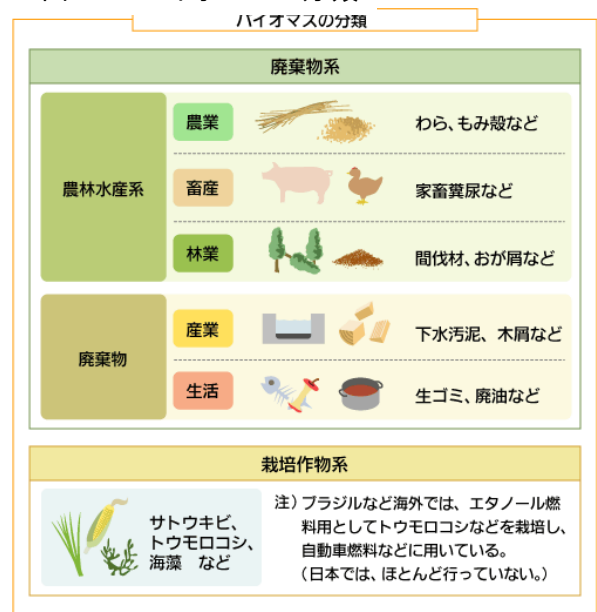 バイオマスの分類
廃棄物系
農林水産系
農業
わら、もみ殻など
畜産
家畜糞尿など
林業
間伐材、おが屑など
廃棄物
産業
下水汚泥、木屑など
生活
生ゴミ、廃油など
栽培作物系
サトウキビ、
トウモロコシ、
海藻 など
注）ブラジルなど海外では、エタノール燃
料用としてトウモロコシなどを栽培し、
自動車燃料などに用いている。
（日本では、ほとんど行っていない。）